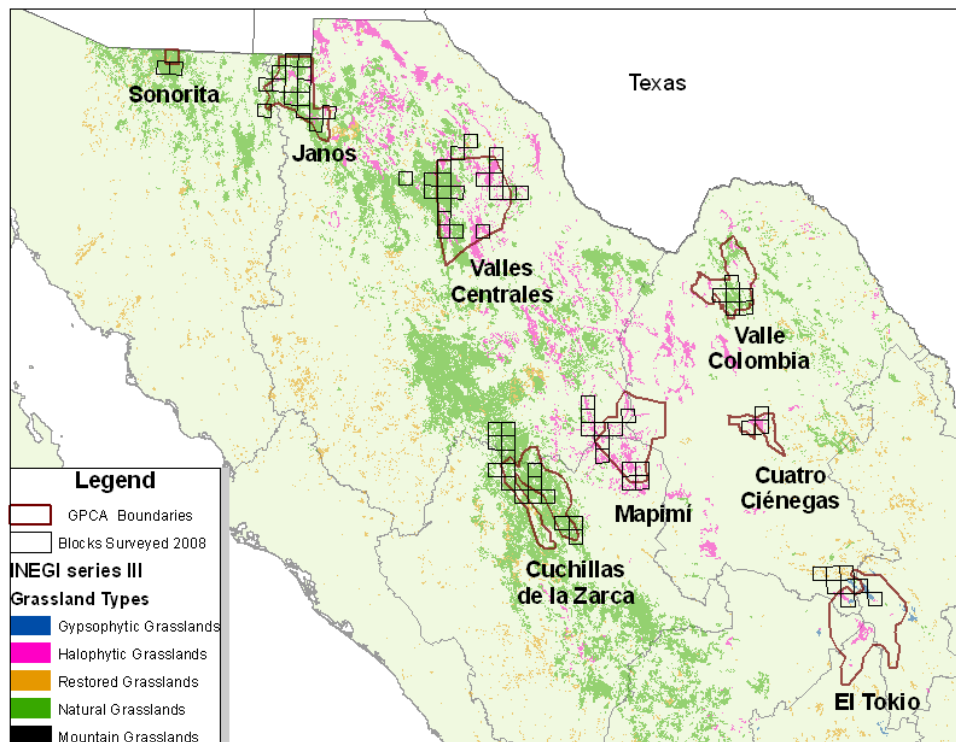 Texas
Sonorita
Janos
Valles
Centrales
Valle
Colombia
Cuatro
Ciénegas
Mapimí
Cuchillas
de la Zarca
El Tokio
Legend
GPCA Boundaries
Blocks Surveyed 2008
INEGI series III
Grassland Types
Gypsophytic Grasslands
Halophytic Grasslands
Restored Grasslands
Natural Grasslands
Mountain Grasslands